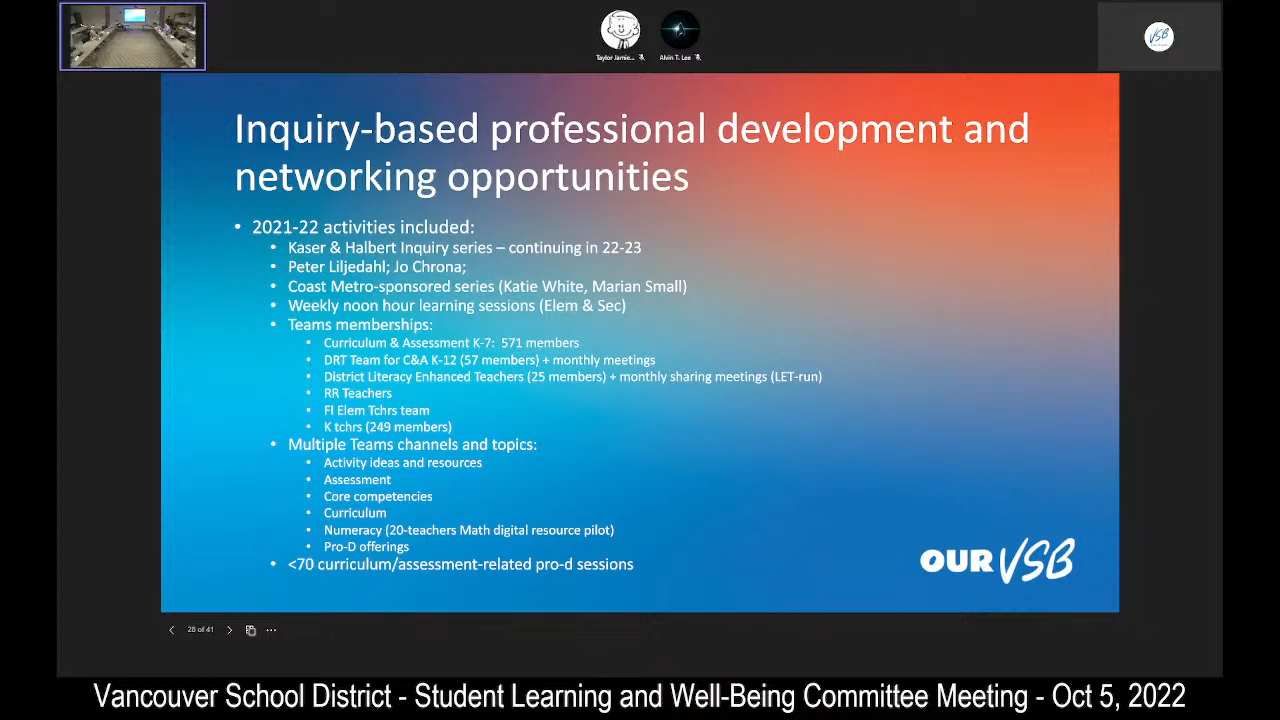 Taylor Jamie...
Alvin T. Lee
VSB
Inquiry-based professional development and
networking opportunities
• 2021-22 activities included:
• Kaser & Halbert Inquiry series – continuing in 22-23
• Peter Liljedahl; Jo Chrona;
• Coast Metro-sponsored series (Katie White, Marian Small)
• Weekly noon hour learning sessions (Elem & Sec)
• Teams memberships:
• Curriculum & Assessment K-7: 571 members
• DRT Team for C&A K-12 (57 members) + monthly meetings
• District Literacy Enhanced Teachers (25 members) + monthly sharing meetings (LET-run)
• RR Teachers
• FI Elem Tchrs team
• K tchrs (249 members)
• Multiple Teams channels and topics:
• Activity ideas and resources
• Assessment
• Core competencies
• Curriculum
• Numeracy (20-teachers Math digital resource pilot)
• Pro-D offerings
• <70 curriculum/assessment-related pro-d sessions
OUR VSB
28 of 41
Vancouver School District - Student Learning and Well-Being Committee Meeting - Oct 5, 2022